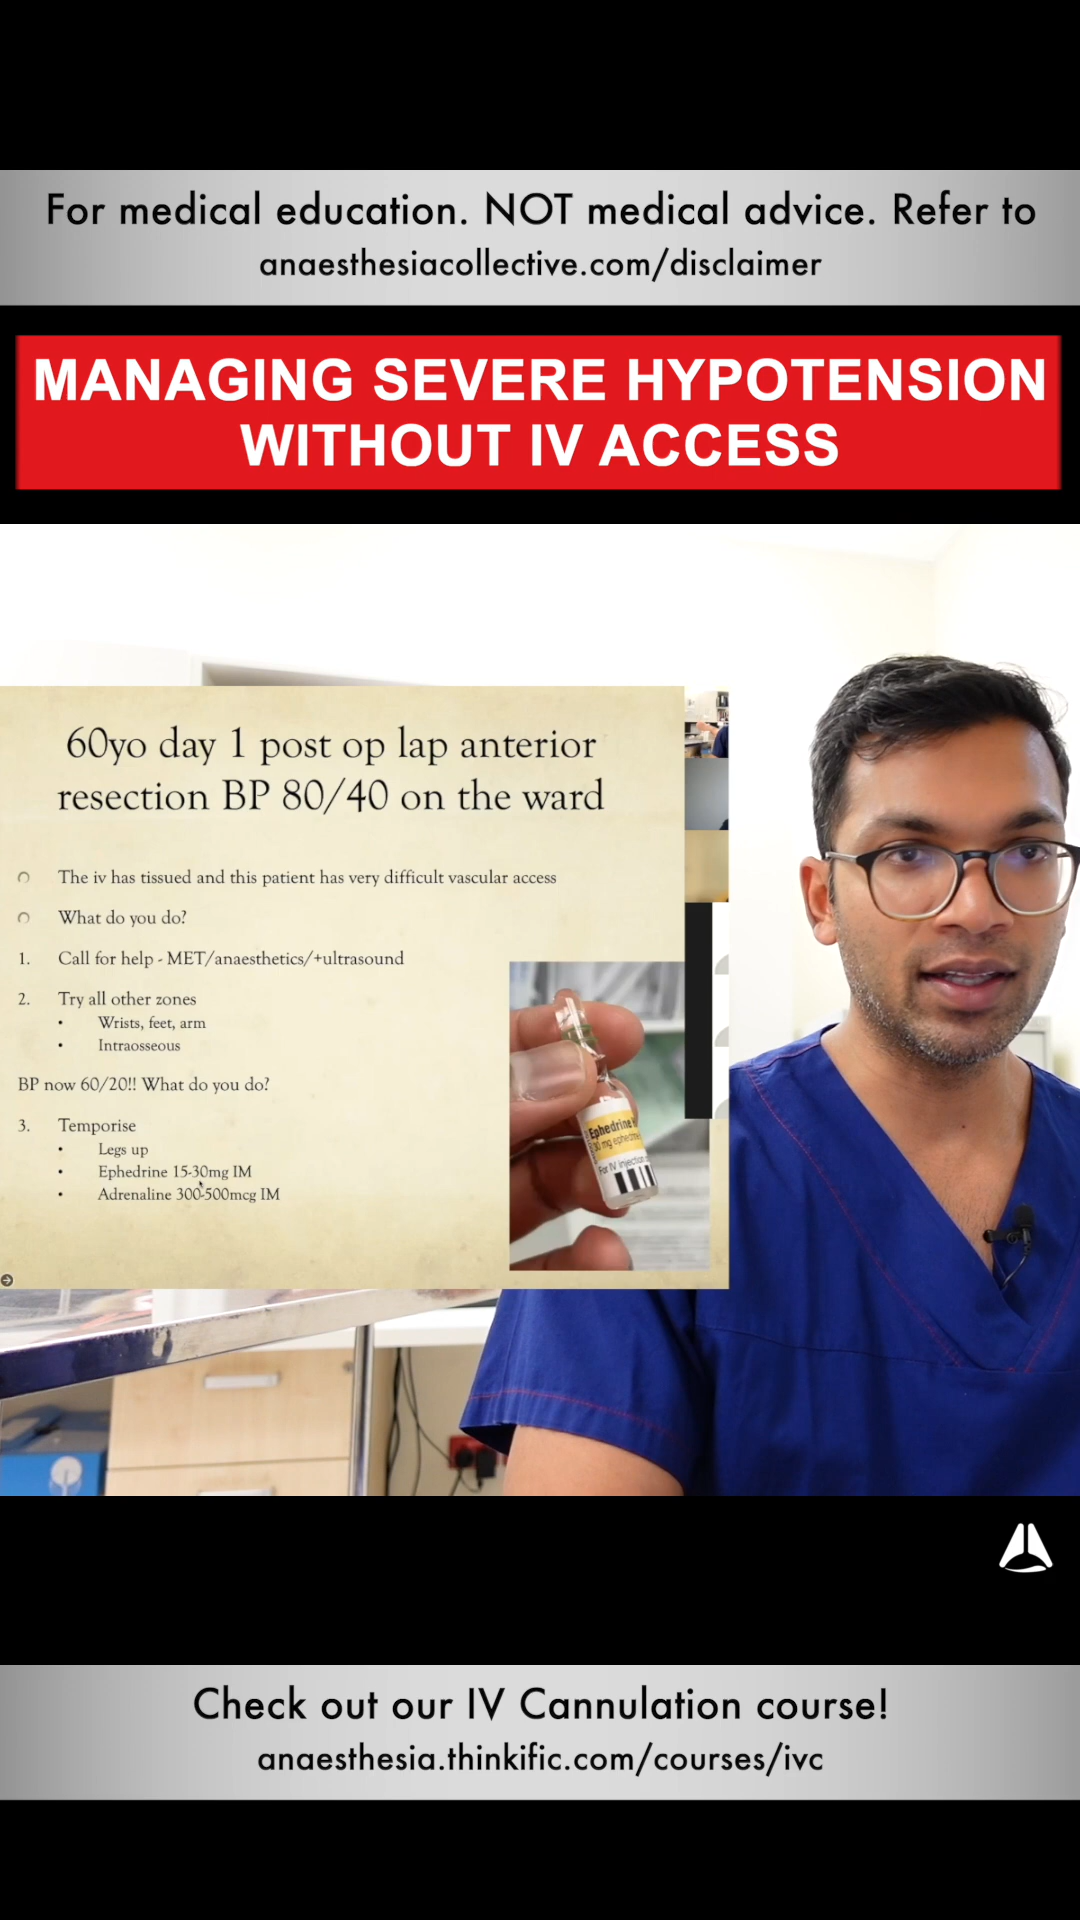 For medical education. NOT medical advice. Refer to
anaesthesiacollective.com/disclaimer
MANAGING SEVERE HYPOTENSION
WITHOUT IV ACCESS
60yo day 1 post op lap anterior
resection BP 80/40 on the ward
The iv has tissued and this patient has very difficult vascular access
What do you do?
1. Call for help - MET/anaesthetics/+ultrasound
2. Try all other zones
• Wrists, feet, arm
• Intraosseous
BP now 60/20!! What do you do?
3. Temporise
• Legs up
• Ephedrine 15-30mg IM
• Adrenaline 300-500mcg IM
Ephedrine
30 mg
For IV injection
Check out our IV Cannulation course!
anaesthesia.thinkific.com/courses/ivc